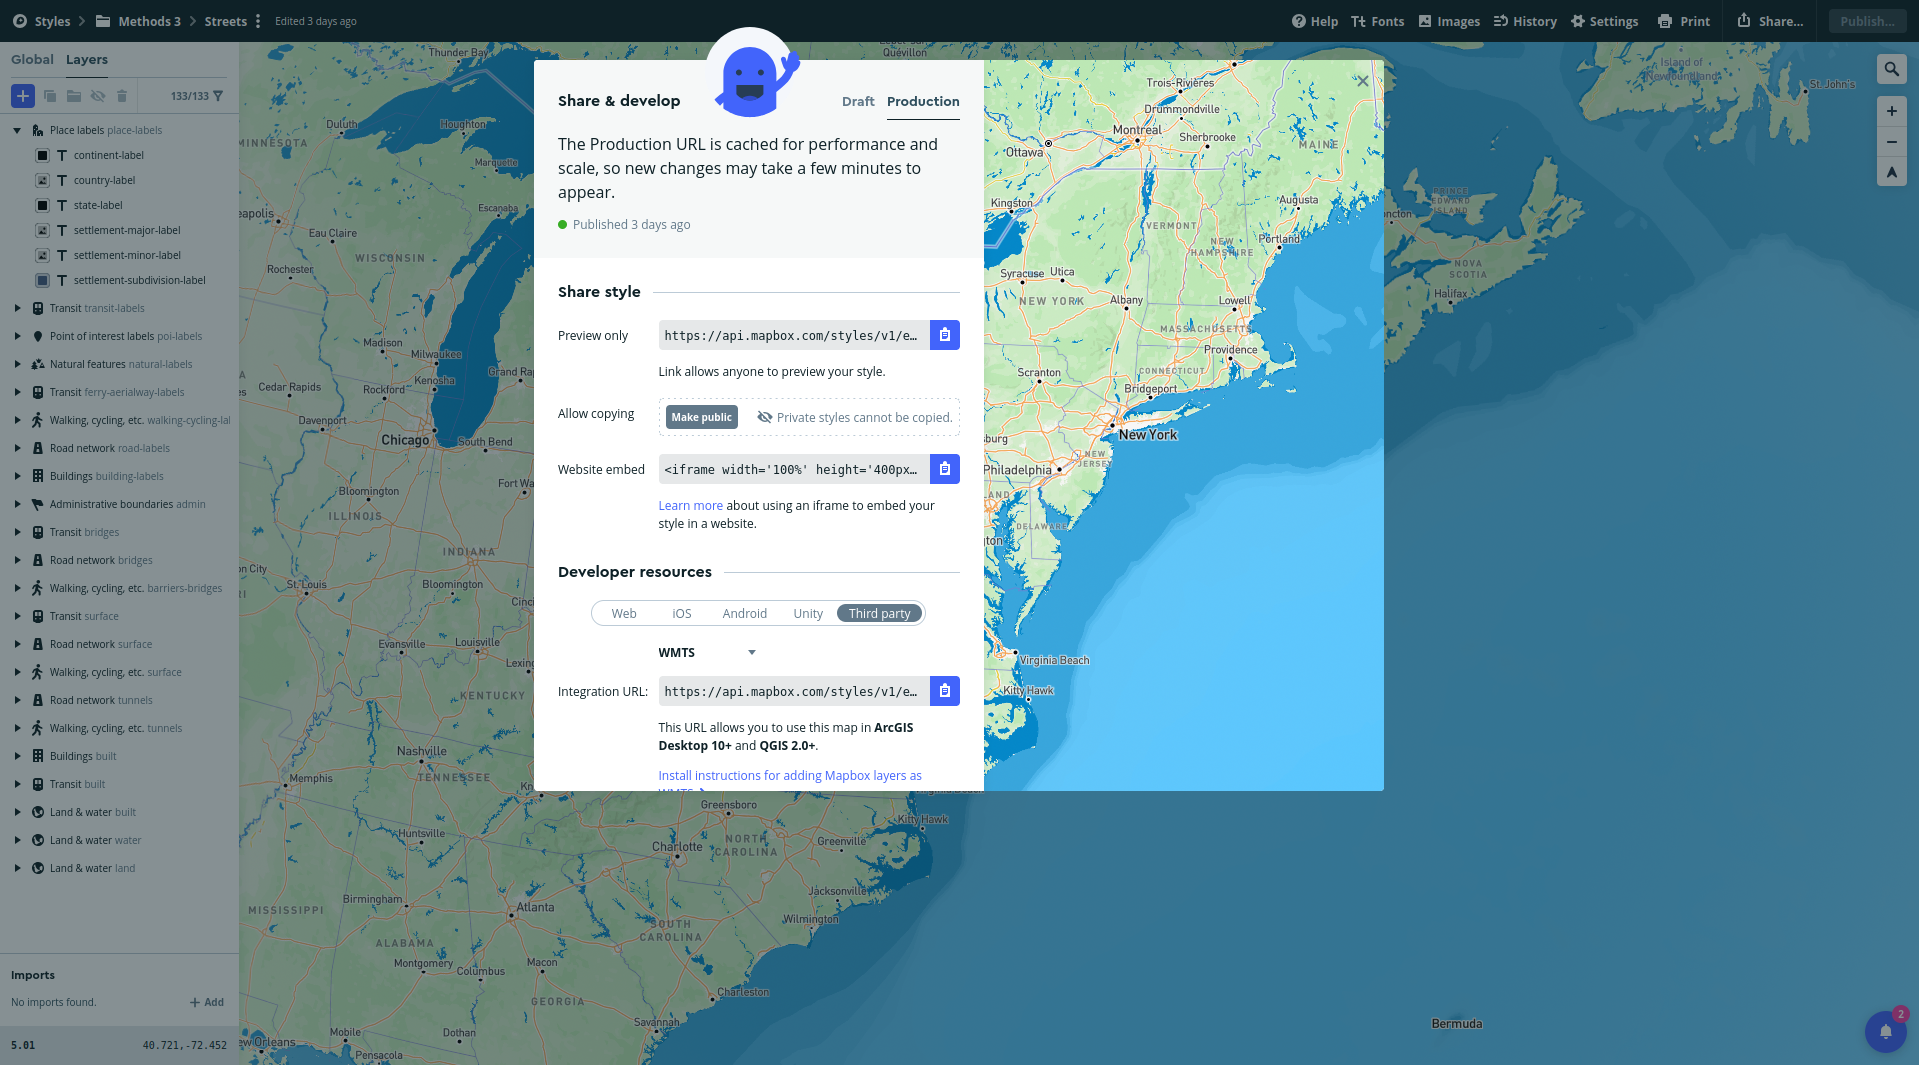 Styles
Methods 3
Streets
Edited 3 days ago
Help
Fonts
Images
History
Settings
Print
Share...
Publish...
Global
Layers
133/133
Place labels place-labels
continent-label
country-label
state-label
settlement-major-label
settlement-minor-label
settlement-subdivision-label
Transit transit-labels
Point of interest labels poi-labels
Natural features natural-labels
Transit ferry-aerialway-labels
Walking, cycling, etc. walking-cycling-lal
Road network road-labels
Buildings building-labels
Administrative boundaries admin
Transit bridges
Road network bridges
Walking, cycling, etc. barriers-bridges
Transit surface
Road network surface
Walking, cycling, etc. surface
Road network tunnels
Walking, cycling, etc. tunnels
Buildings built
Transit built
Land & water built
Land & water water
Land & water land
Imports
No imports found.
+ Add
5.01
40.721,-72.452
Share & develop
Draft
Production
The Production URL is cached for performance and
scale, so new changes may take a few minutes to
appear.
Published 3 days ago
Share style
Preview only
https://api.mapbox.com/styles/v1/e…
Link allows anyone to preview your style.
Allow copying
Make public
Private styles cannot be copied.
Website embed
<iframe width='100%' height='400px…
Learn more about using an iframe to embed your
style in a website.
Developer resources
Web
iOS
Android
Unity
Third party
WMTS
Integration URL:
https://api.mapbox.com/styles/v1/e…
This URL allows you to use this map in ArcGIS
Desktop 10+ and QGIS 2.0+.
Install instructions for adding Mapbox layers as
WMTS
Trois-Rivières
Drummondville
Montreal
Sherbrooke
Ottawa
MAINE
Kingston
Augusta
VERMONT
Portland
NEW
HAMPSHIRE
Syracuse
Utica
NEW YORK
Albany
Lowell
MASSACHUSETTS
Providence
CONNECTICUT
Scranton
Bridgeport
New York
sburg
NEW
JERSEY
Philadelphia
LAND
DELAWARE
ton
Virginia Beach
Kitty Hawk
Thunder Bay
Quévillon
Island of
Newfoundland
St. John's
Duluth
Houghton
MINNESOTA
Marquette
Escanaba
eapolis
Eau Claire
WISCONSIN
Rochester
PRINCE
EDWARD
ISLAND
ncton
NOVA
SCOTIA
Halifax
Madison
Milwaukee
Kenosha
Grand Ra
Cedar Rapids
Rockford
Davenport
Chicago
South Bend
Fort Wa
Bloomington
ILLINOIS
INDIANA
on City
St. Louis
Bloomington
Cinci
RI
Evansville
Louisville
Lexing
KENTUCKY
Nashville
TENNESSEE
Kn
Memphis
Greensboro
Kitty Hawk
Huntsville
NORTH
CAROLINA
Charlotte
Greenville
Jacksonville
Birmingham
Atlanta
Wilmington
MISSISSIPPI
SOUTH
CAROLINA
ALABAMA
Montgomery
Columbus
Macon
Charleston
GEORGIA
Savannah
Mobile
Dothan
ew Orleans
Pensacola
Bermuda
2